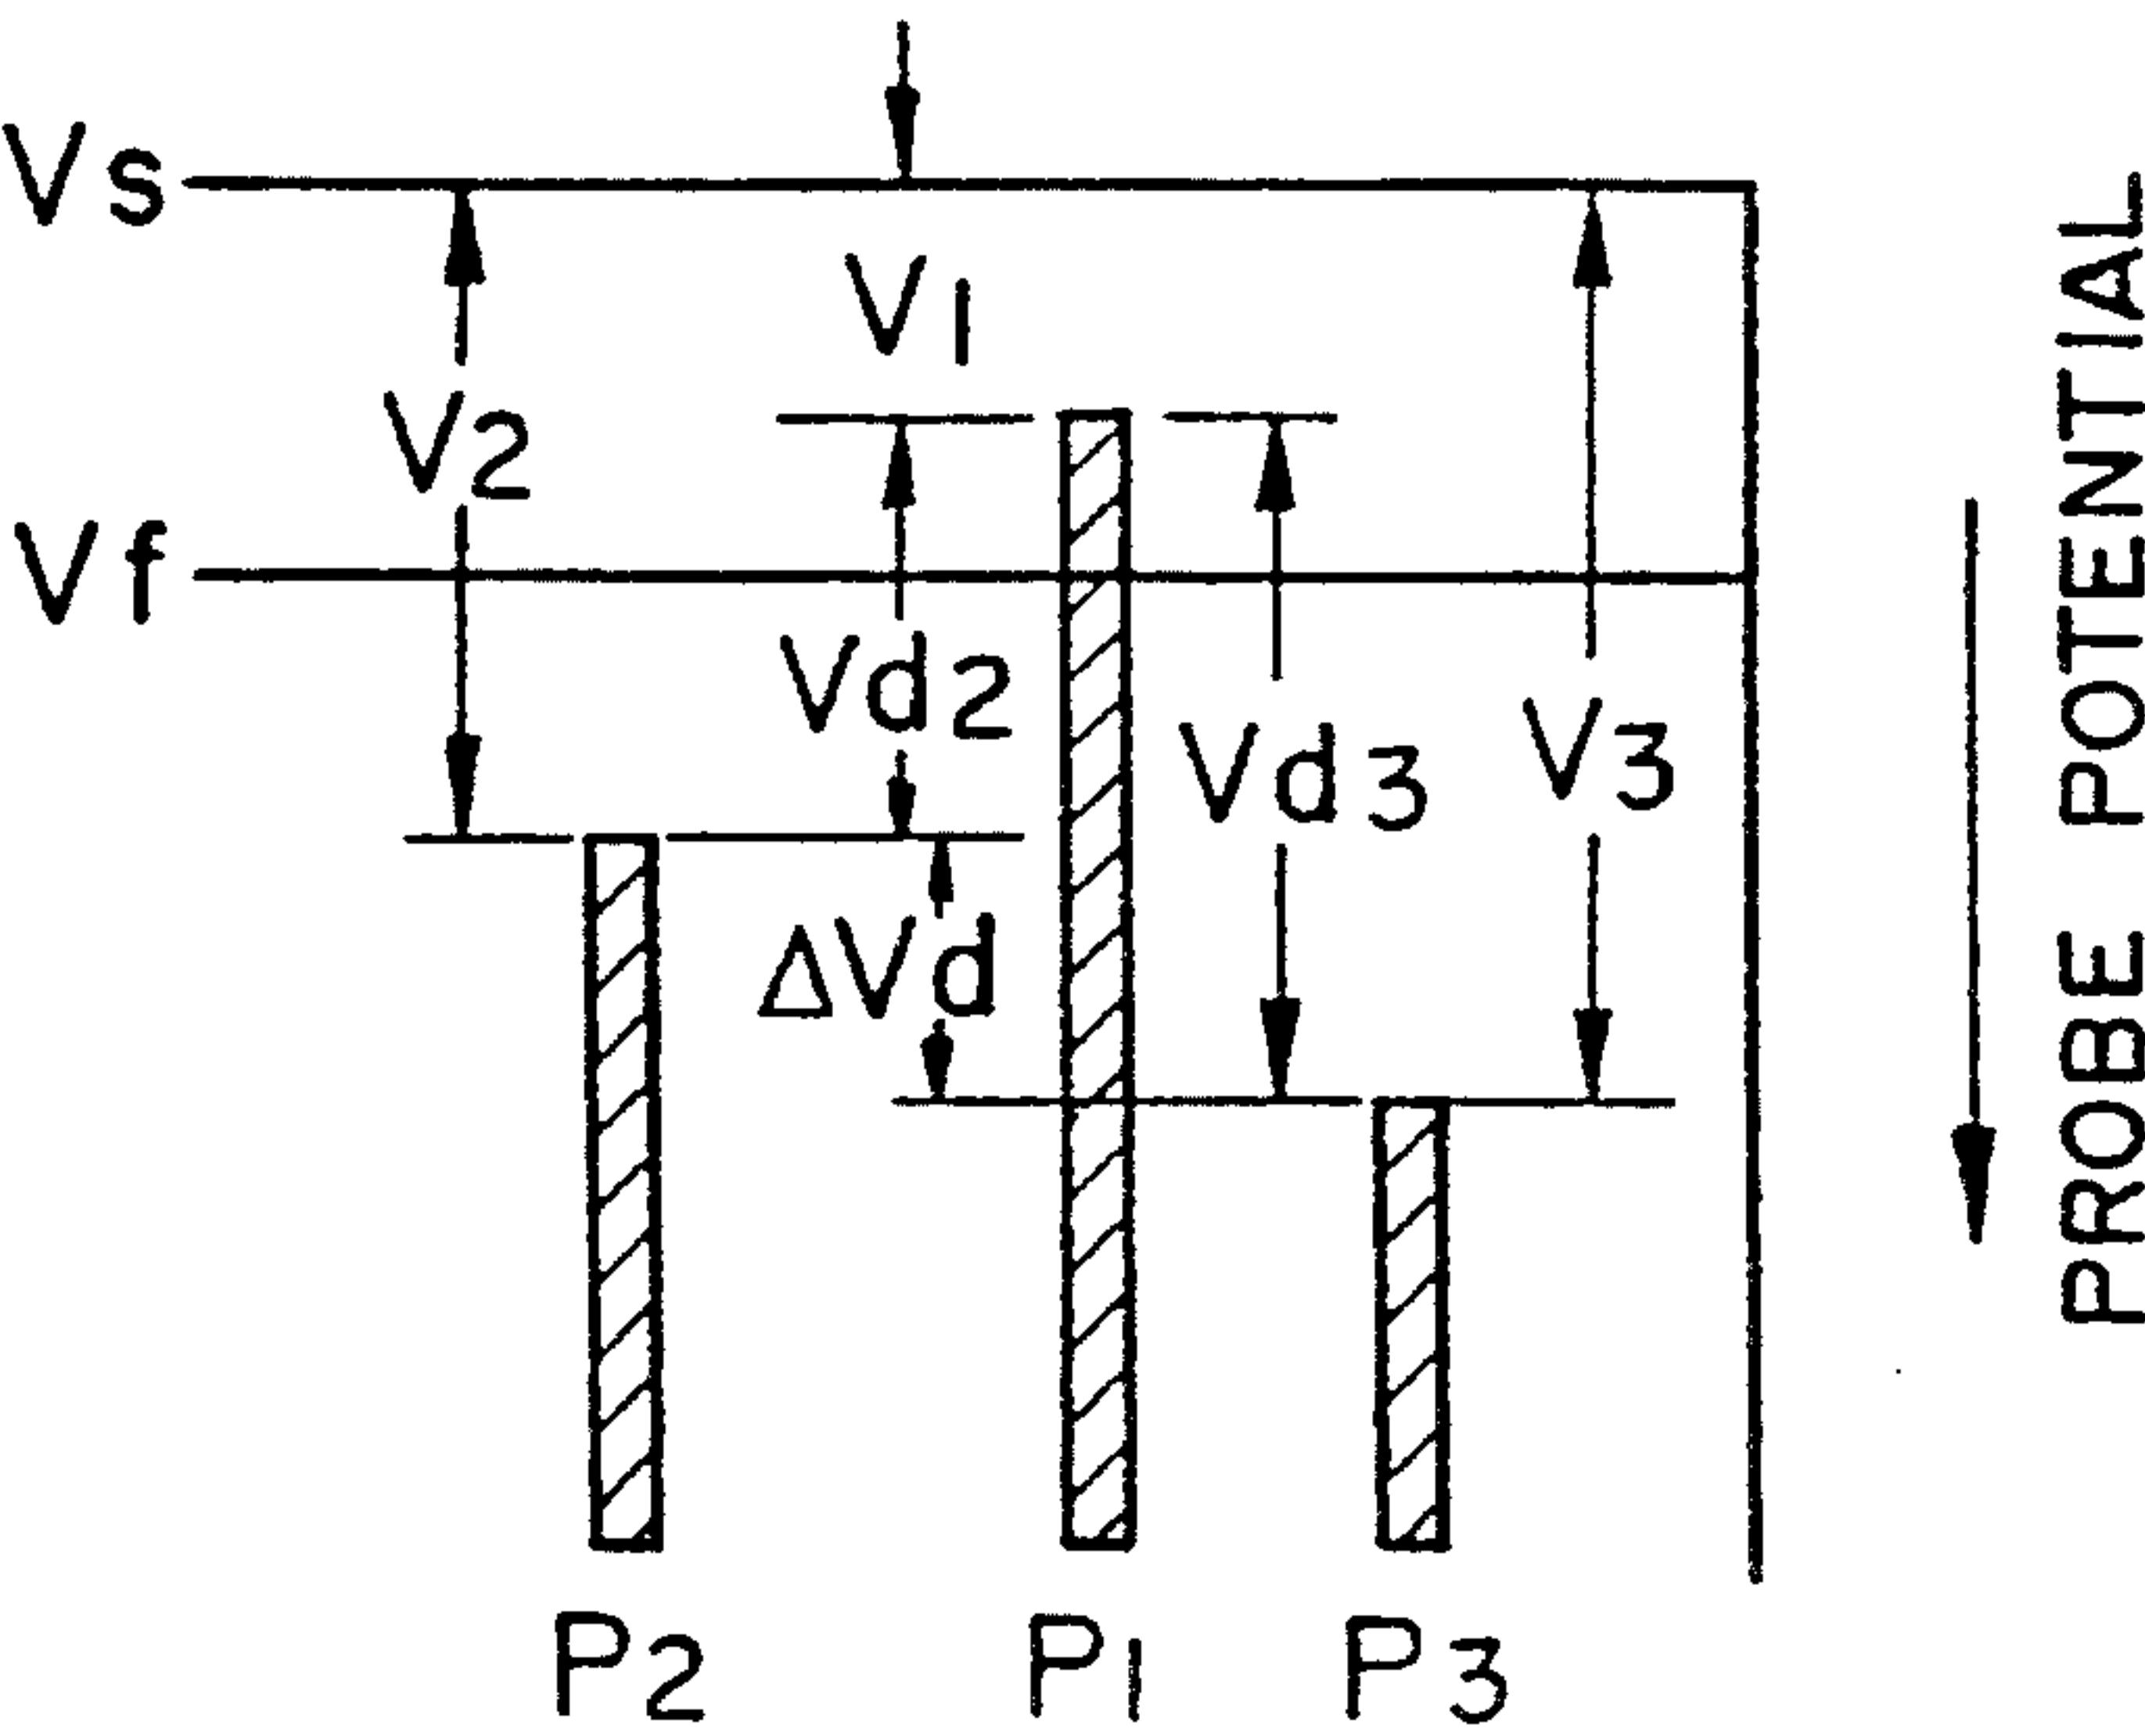 Vs
V1
V2
Vf
Vd2
Vd3
V3
ΔVd
P2 P1 P3
PROBE POTENTIAL